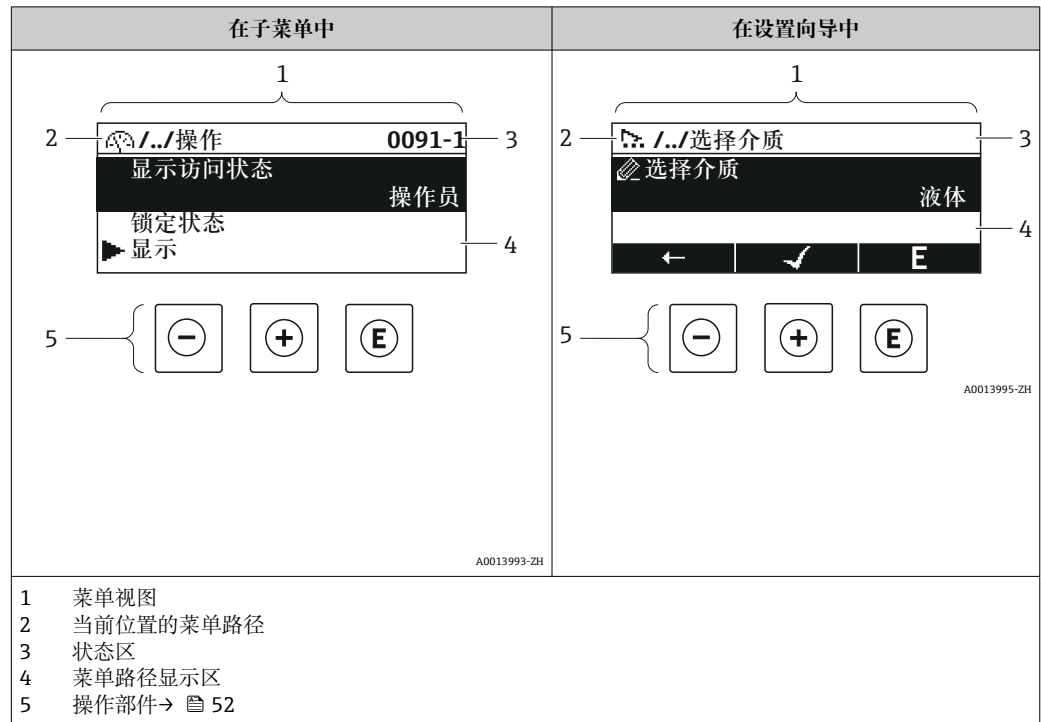 在子菜单中
在设置向导中
1
2
/../操作 0091-1
3
显示访问状态
操作员
锁定状态
显示
4
5
- + E
A0013993-ZH
1
2
/../选择介质
3
选择介质
液体
4
← ✓ E
5
- + E
A0013995-ZH
1 菜单视图
2 当前位置的菜单路径
3 状态区
4 菜单路径显示区
5 操作部件→ 52